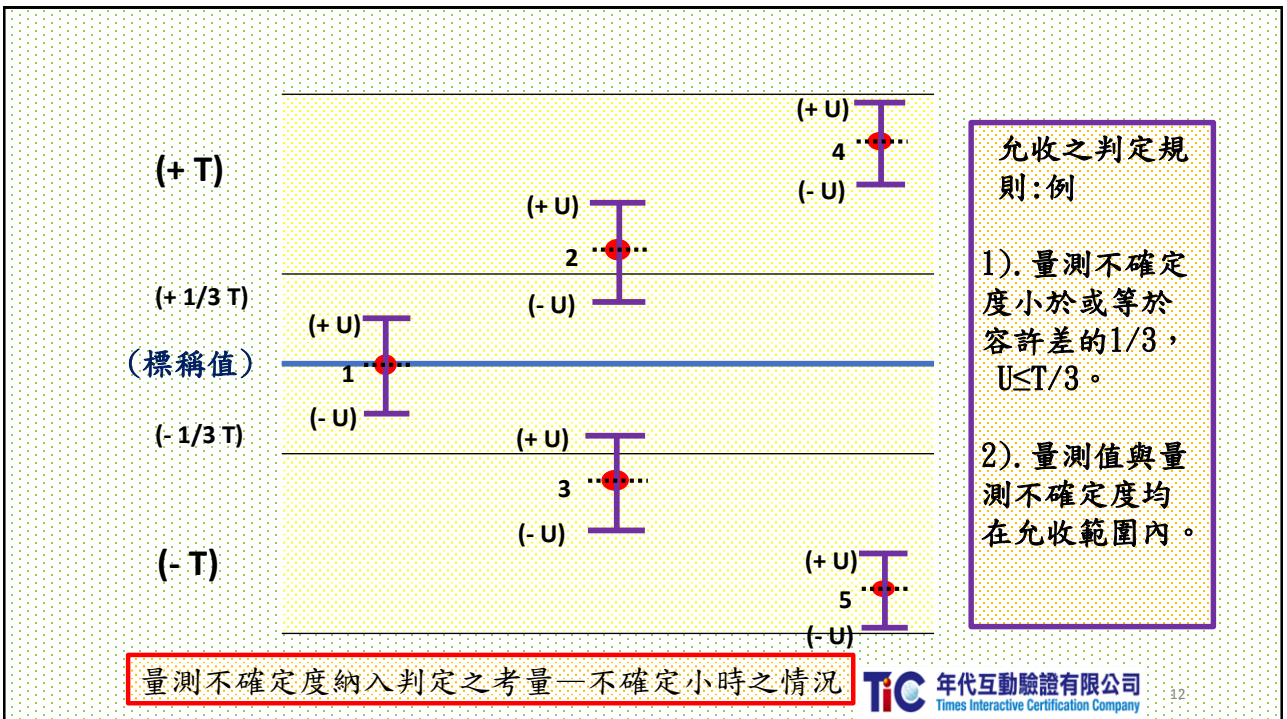 (+ T)
(+ 1/3 T)
(標稱值)
(- 1/3 T)
(- T)
(+ U)
1
(- U)
(+ U)
2
(- U)
(+ U)
3
(- U)
(+ U)
4
(- U)
(+ U)
5
(- U)
允收之判定規
則:例
1). 量測不確定
度小於或等於
容許差的1/3，
U≤T/3。
2). 量測值與量
測不確定度均
在允收範圍內。
量測不確定度納入判定之考量—不確定小時之情況
TiC 年代互動驗證有限公司
Times Interactive Certification Company
12